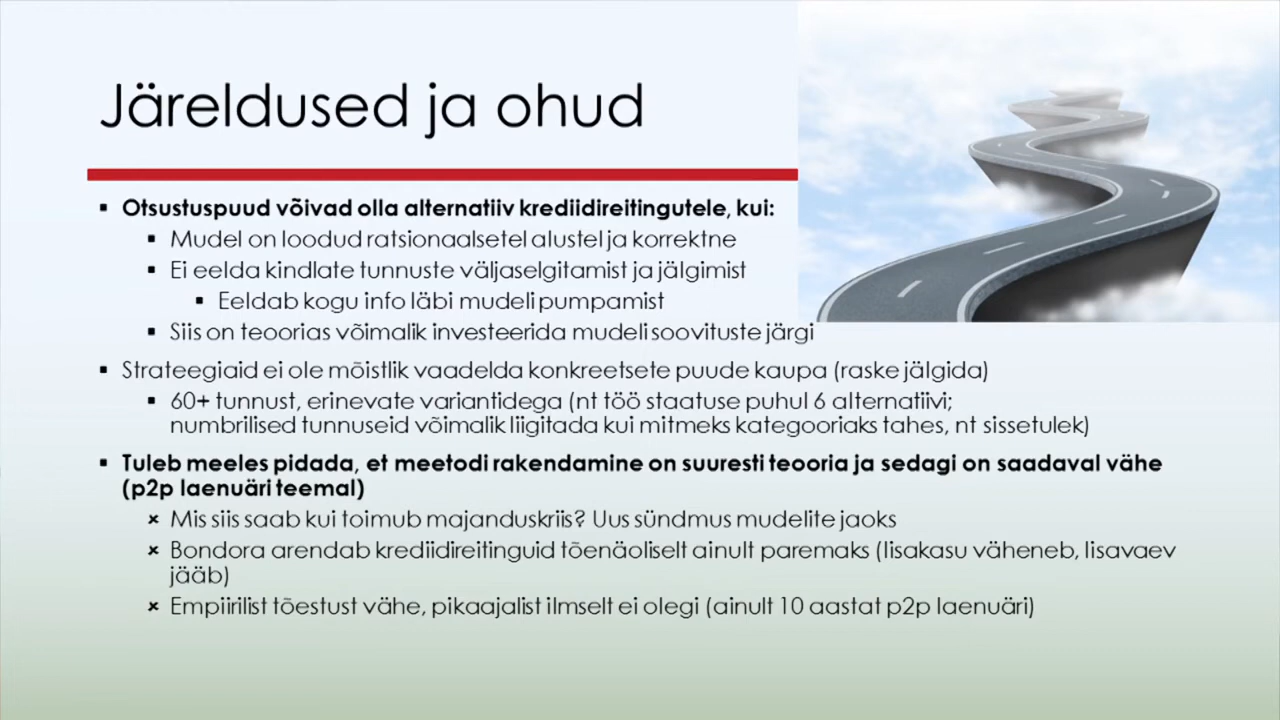 Järeldused ja ohud
▪ Otsustuspuud võivad olla alternatiiv krediidireitingutele, kui:
▪ Mudel on loodud ratsionaalsetel alustel ja korrektne
▪ Ei eelda kindlate tunnuste väljaselgitamist ja jälgimist
▪ Eeldab kogu info läbi mudeli pumpamist
▪ Siis on teoorias võimalik investeerida mudeli soovituste järgi
▪ Strateegiaid ei ole mõistlik vaadelda konkreetsete puude kaupa (raske jälgida)
▪ 60+ tunnust, erinevate variantidega (nt töö staatuse puhul 6 alternatiivi;
numbrilised tunnuseid võimalik liigitada kui mitmeks kategooriaks tahes, nt sissetulek)
▪ Tuleb meeles pidada, et meetodi rakendamine on suuresti teooria ja sedagi on saadaval vähe
(p2p laenuäri teemal)
× Mis siis saab kui toimub majanduskriis? Uus sündmus mudelite jaoks
× Bondora arendab krediidireitinguid tõenäoliselt ainult paremaks (lisakasu väheneb, lisavaev
jääb)
× Empiirilist tõestust vähe, pikaajalist ilmselt ei olegi (ainult 10 aastat p2p laenuäri)